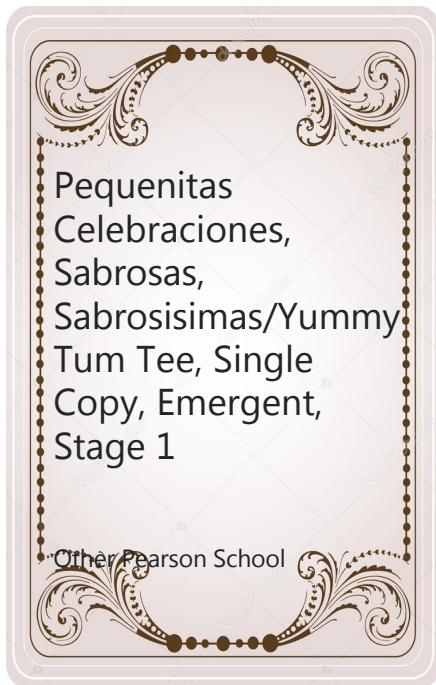 Pequenitas
Celebraciones,
Sabrosas,
Sabrosisimas/Yummy
Tum Tee, Single
Copy, Emergent,
Stage 1
Other Pearson School